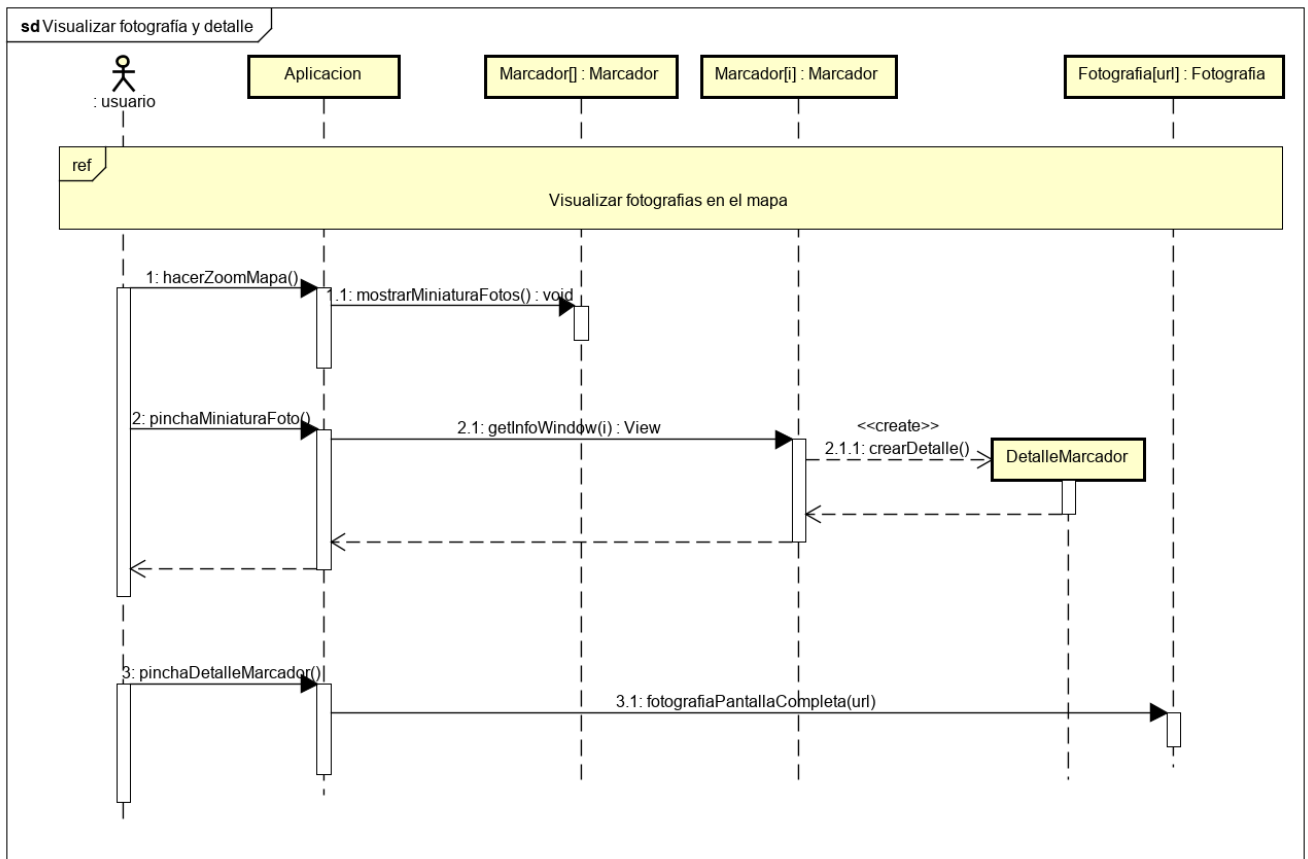 sd Visualizar fotografía y detalle
: usuario
Aplicacion
Marcador[] : Marcador
Marcador[i] : Marcador
Fotografia[url] : Fotografia
ref
Visualizar fotografias en el mapa
1: hacerZoomMapa()
1.1: mostrarMiniaturaFotos() : void
2: pinchaMiniaturaFoto()
2.1: getInfoWindow(i) : View
<<create>>
2.1.1: crearDetalle()
DetalleMarcador
3: pinchaDetalleMarcador()
3.1: fotografiaPantallaCompleta(url)